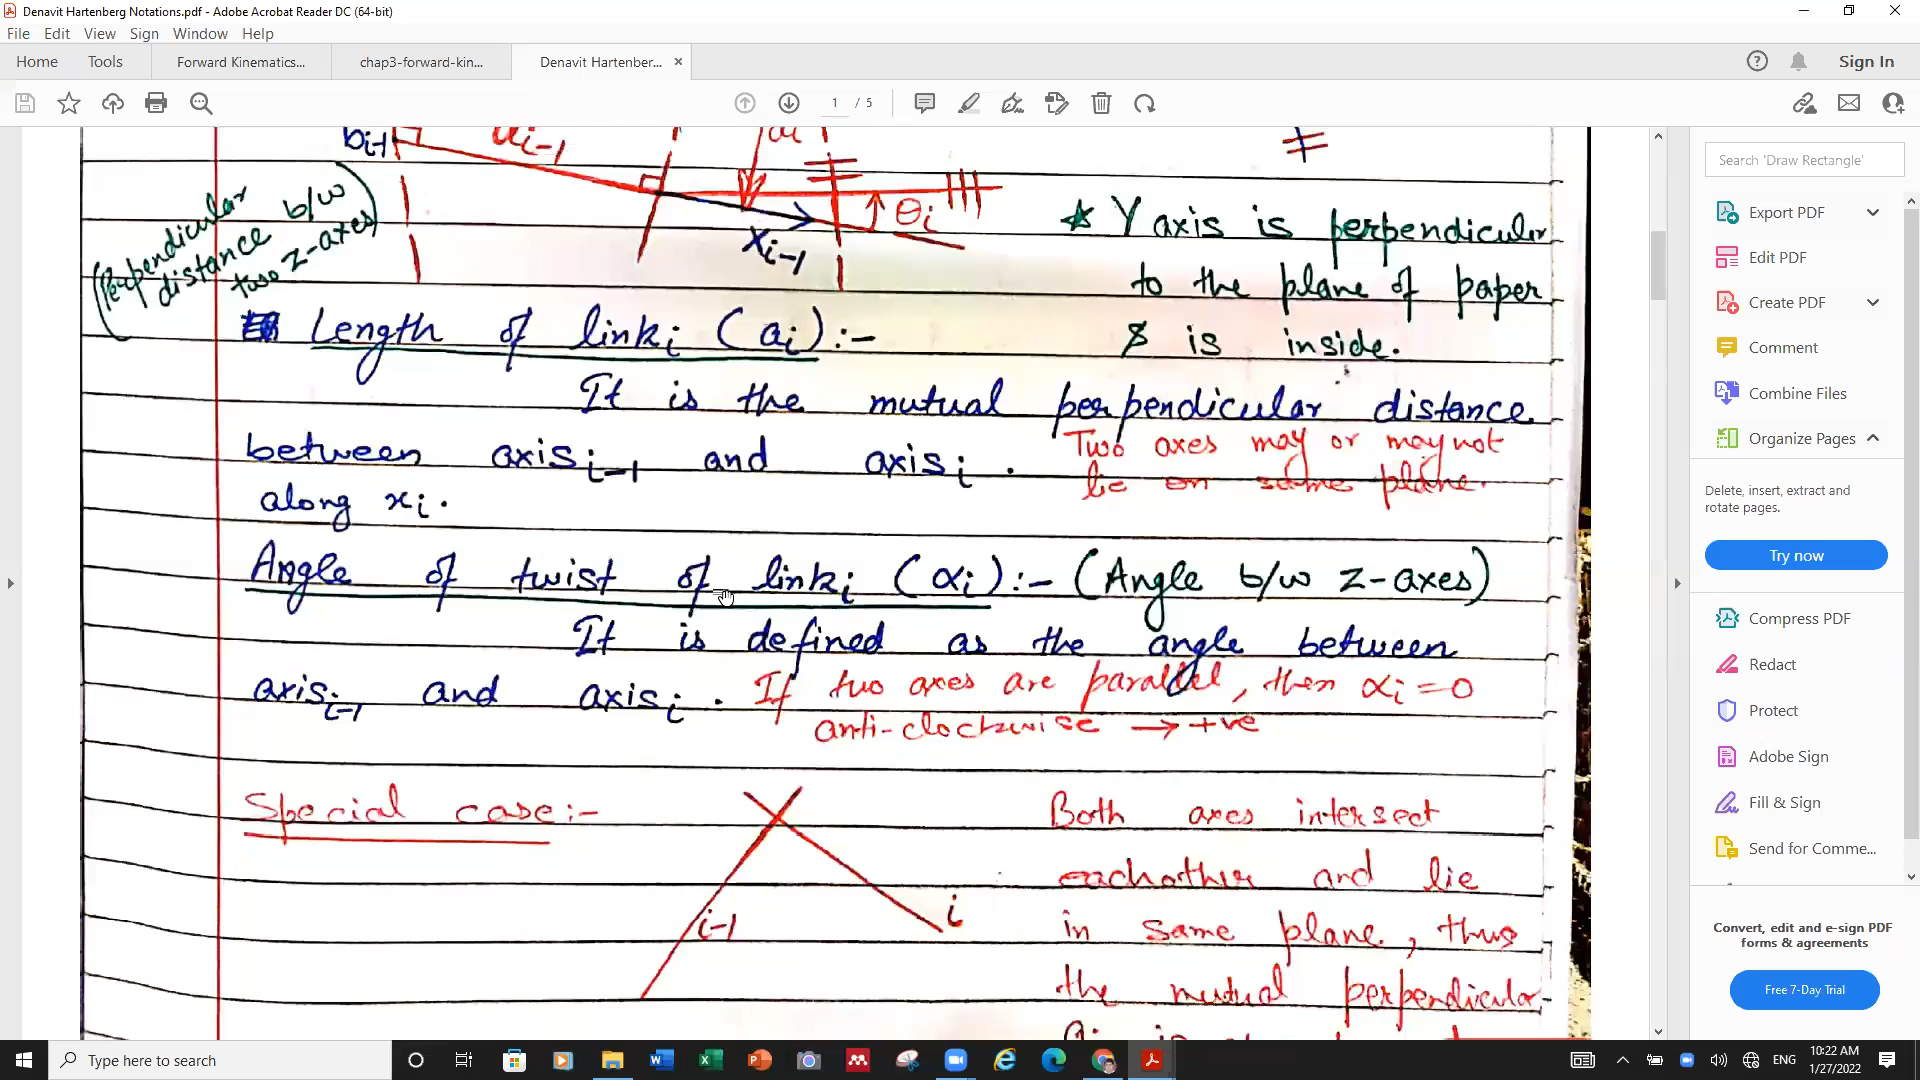 Denavit Hartenberg Notations.pdf - Adobe Acrobat Reader DC (64-bit)
File Edit View Sign Window Help
Home Tools Forward Kinematics... chap3-forward-kin... Denavit Hartenber... ×
Sign In
1 / 5
bi-1 ai-1 ai
θi
xi-1
(Perpendicular distance b/w two z-axes)
* Y axis is perpendicular
to the plane of paper
& is inside.
Length of linki (ai):-
It is the mutual perpendicular distance
between axisi-1 and axisi.
Two axes may or may not
lie on same plane.
along xi.
Angle of twist of linki (αi):- (Angle b/w z-axes)
It is defined as the angle between
axisi-1 and axisi. If two axes are parallel, then αi=0
anti-clockwise → +ve
Special case:-
i-1
i
Both axes intersect
eachother and lie
in same plane, thus
the mutual perpendicular
Search 'Draw Rectangle'
Export PDF
Edit PDF
Create PDF
Comment
Combine Files
Organize Pages
Delete, insert, extract and
rotate pages.
Try now
Compress PDF
Redact
Protect
Adobe Sign
Fill & Sign
Send for Comme...
Convert, edit and e-sign PDF
forms & agreements
Free 7-Day Trial
Type here to search
ENG
10:22 AM
1/27/2022